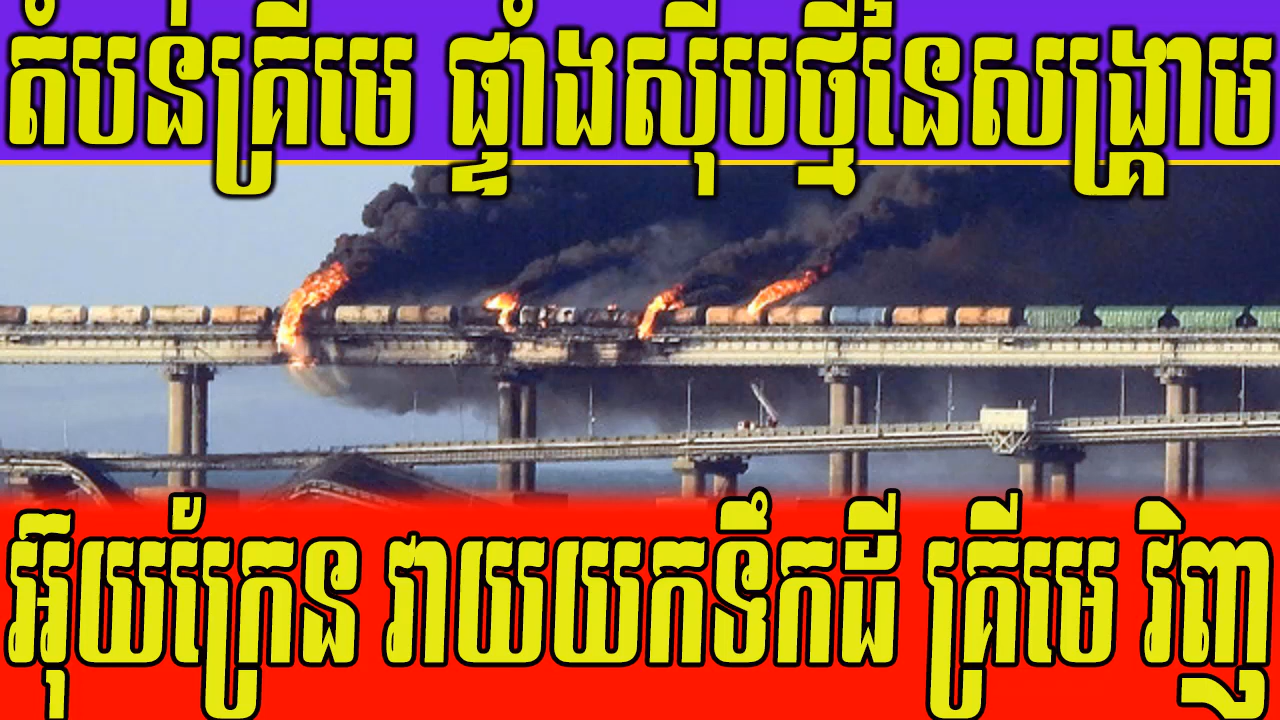 តំបន់គ្រីមេ ផ្ទាំងស៊ីបថ្មីនៃសង្គ្រាម
អ៊ុយក្រែន វាយយកទឹកដី គ្រីមេ វិញ